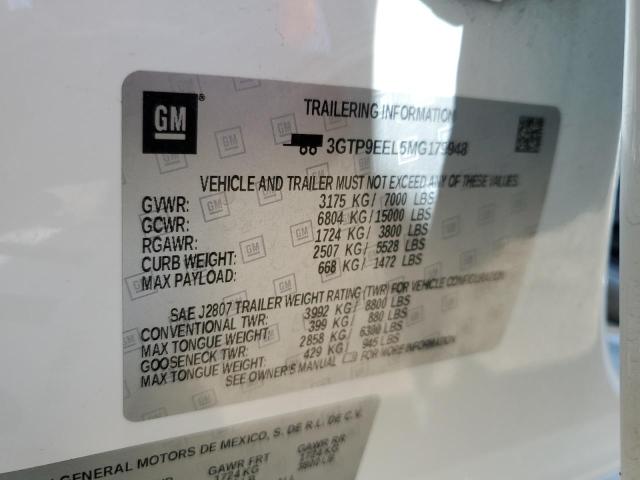 GM ®
TRAILERING INFORMATION
3GTP9EEL5MG179948
VEHICLE AND TRAILER MUST NOT EXCEED ANY OF THESE VALUES.
GVWR: 3175 KG/ 7000 LBS
GCWR: 6804 KG/15000 LBS
RGAWR: 1724 KG/ 3800 LBS
CURB WEIGHT: 2507 KG/ 5528 LBS
MAX PAYLOAD: 668 KG/ 1472 LBS
SAE J2807 TRAILER WEIGHT RATING (TWR) FOR VEHICLE CONFIGURATION
CONVENTIONAL TWR: 3992 KG/ 8800 LBS
MAX TONGUE WEIGHT: 399 KG/ 880 LBS
GOOSENECK TWR: 2858 KG/ 6300 LBS
MAX TONGUE WEIGHT: 429 KG/ 945 LBS
SEE OWNER'S MANUAL FOR MORE INFORMATION
GENERAL MOTORS DE MEXICO, S. DE R.L. DE C.V.
GAWR FRT GAWR RR
1724 KG 1724 KG